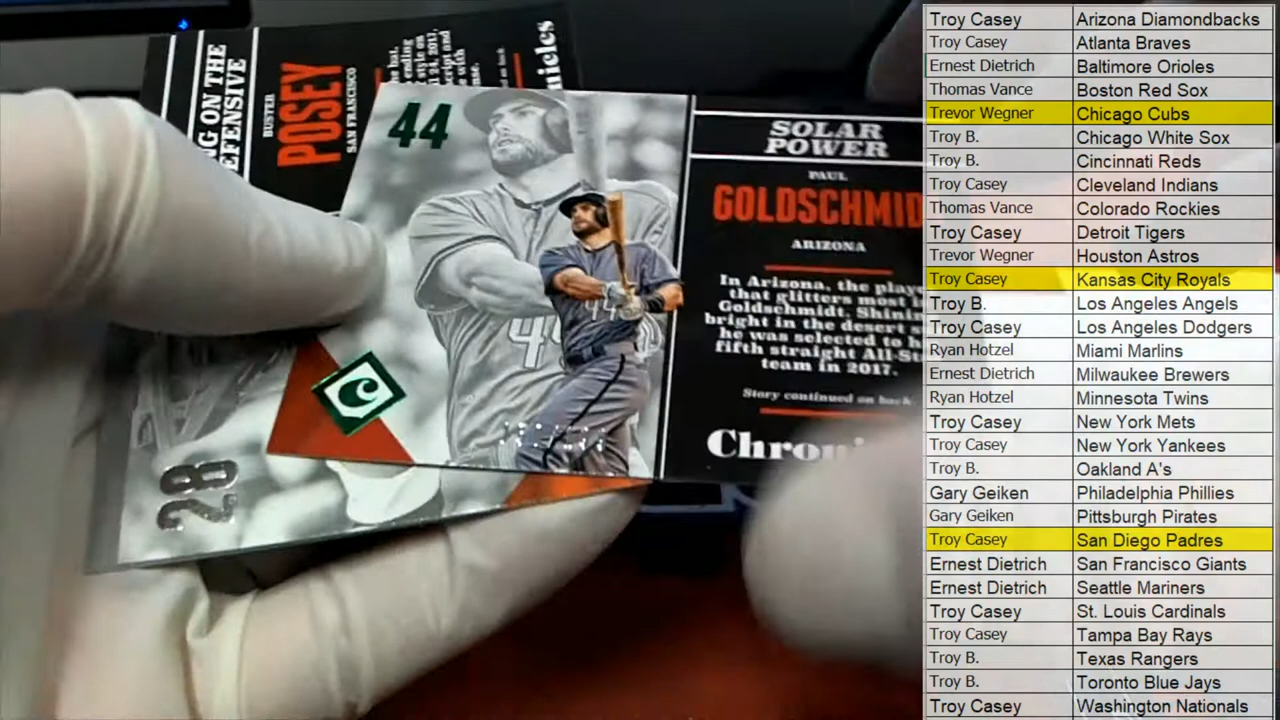 NG ON THE
EFENSIVE
BUSTER
POSEY
SAN FRANCISCO
44
28
C
SOLAR
POWER
PAUL
GOLDSCHMID
ARIZONA
In Arizona, the playe
that glitters most i
Goldschmidt. Shinin
bright in the desert s
he was selected to h
fifth straight All-St
team in 2017.
Story continued on back
Chroni
nicles
Troy Casey Arizona Diamondbacks
Troy Casey Atlanta Braves
Ernest Dietrich Baltimore Orioles
Thomas Vance Boston Red Sox
Trevor Wegner Chicago Cubs
Troy B. Chicago White Sox
Troy B. Cincinnati Reds
Troy Casey Cleveland Indians
Thomas Vance Colorado Rockies
Troy Casey Detroit Tigers
Trevor Wegner Houston Astros
Troy Casey Kansas City Royals
Troy B. Los Angeles Angels
Troy Casey Los Angeles Dodgers
Ryan Hotzel Miami Marlins
Ernest Dietrich Milwaukee Brewers
Ryan Hotzel Minnesota Twins
Troy Casey New York Mets
Troy Casey New York Yankees
Troy B. Oakland A's
Gary Geiken Philadelphia Phillies
Gary Geiken Pittsburgh Pirates
Troy Casey San Diego Padres
Ernest Dietrich San Francisco Giants
Ernest Dietrich Seattle Mariners
Troy Casey St. Louis Cardinals
Troy Casey Tampa Bay Rays
Troy B. Texas Rangers
Troy B. Toronto Blue Jays
Troy Casey Washington Nationals